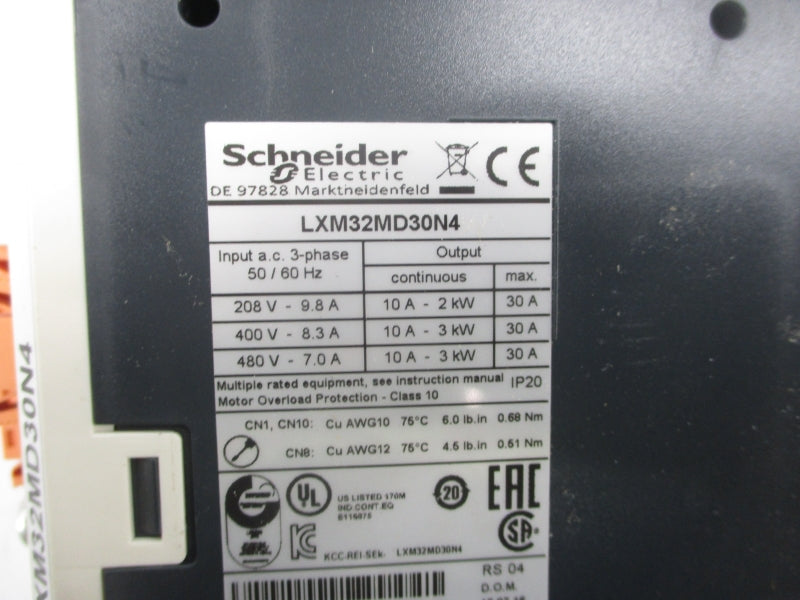 Schneider
Electric
DE 97828 Marktneidenfeld
CE
LXM32MD30N4
Input a.c. 3-phase
50 / 60 Hz
Output
continuous
max.
208 V - 9.8 A 10 A - 2 kW 30 A
400 V - 8.3 A 10 A - 3 kW 30 A
480 V - 7.0 A 10 A - 3 kW 30 A
Multiple rated equipment, see instruction manual IP20
Motor Overload Protection - Class 10
CN1, CN10: Cu AWG10 75°C 6.0 lb.in 0.68 Nm
CN8: Cu AWG12 75°C 4.5 lb.in 0.51 Nm
UL
US LISTED 170M
IND.CONT.EQ
E116875
20
EAC
KCC-REI-SEk- LXM32MD30N4
RS 04
D.O.M.
LXM32MD30N4